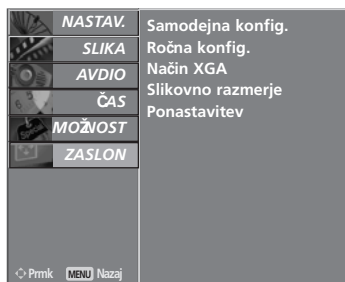 NASTAV.
SLIKA
AVDIO
ČAS
MOŽNOST
ZASLON
Samodejna konfig.
Ročna konfig.
Način XGA
Slikovno razmerje
Ponastavitev
Prmk MENU Nazaj